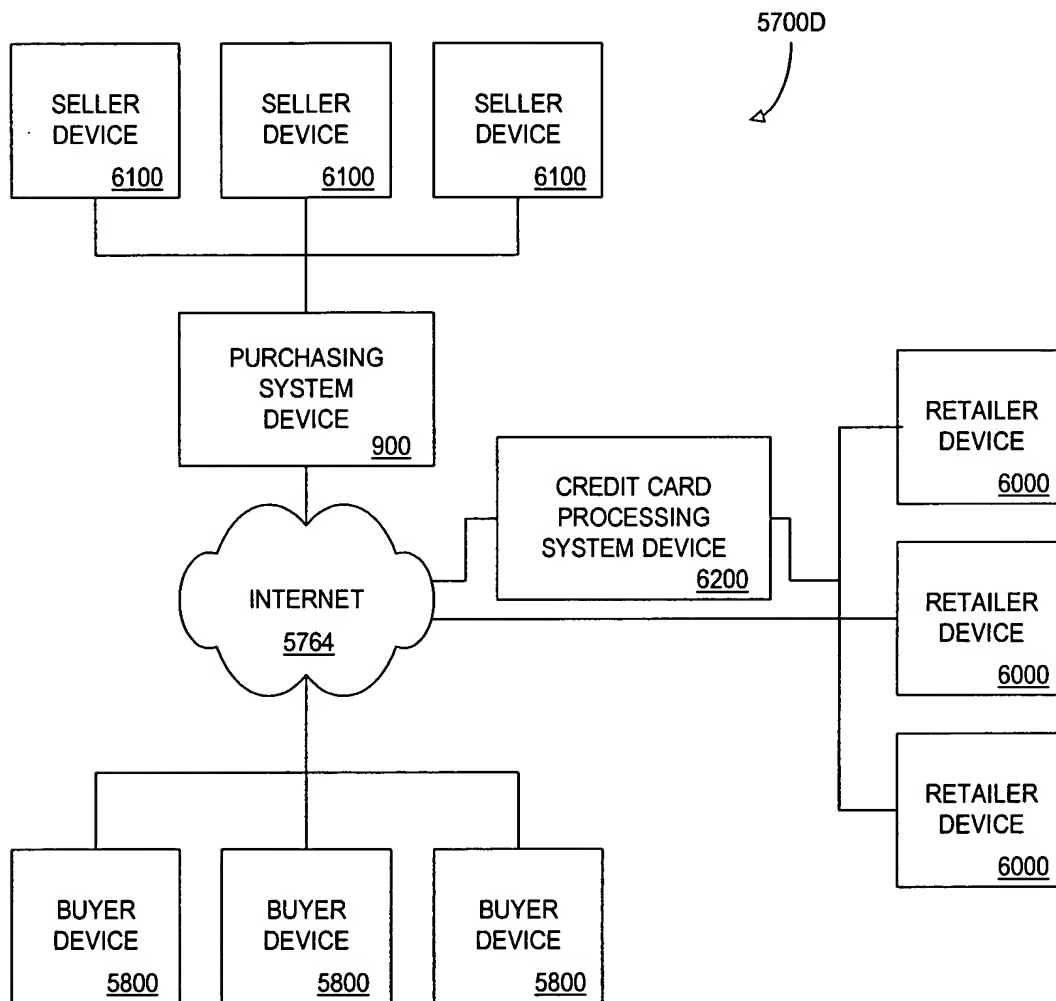 5700D
SELLER
DEVICE
6100
SELLER
DEVICE
6100
SELLER
DEVICE
6100
PURCHASING
SYSTEM
DEVICE
900
CREDIT CARD
PROCESSING
SYSTEM DEVICE
6200
INTERNET
5764
RETAILER
DEVICE
6000
RETAILER
DEVICE
6000
RETAILER
DEVICE
6000
BUYER
DEVICE
5800
BUYER
DEVICE
5800
BUYER
DEVICE
5800